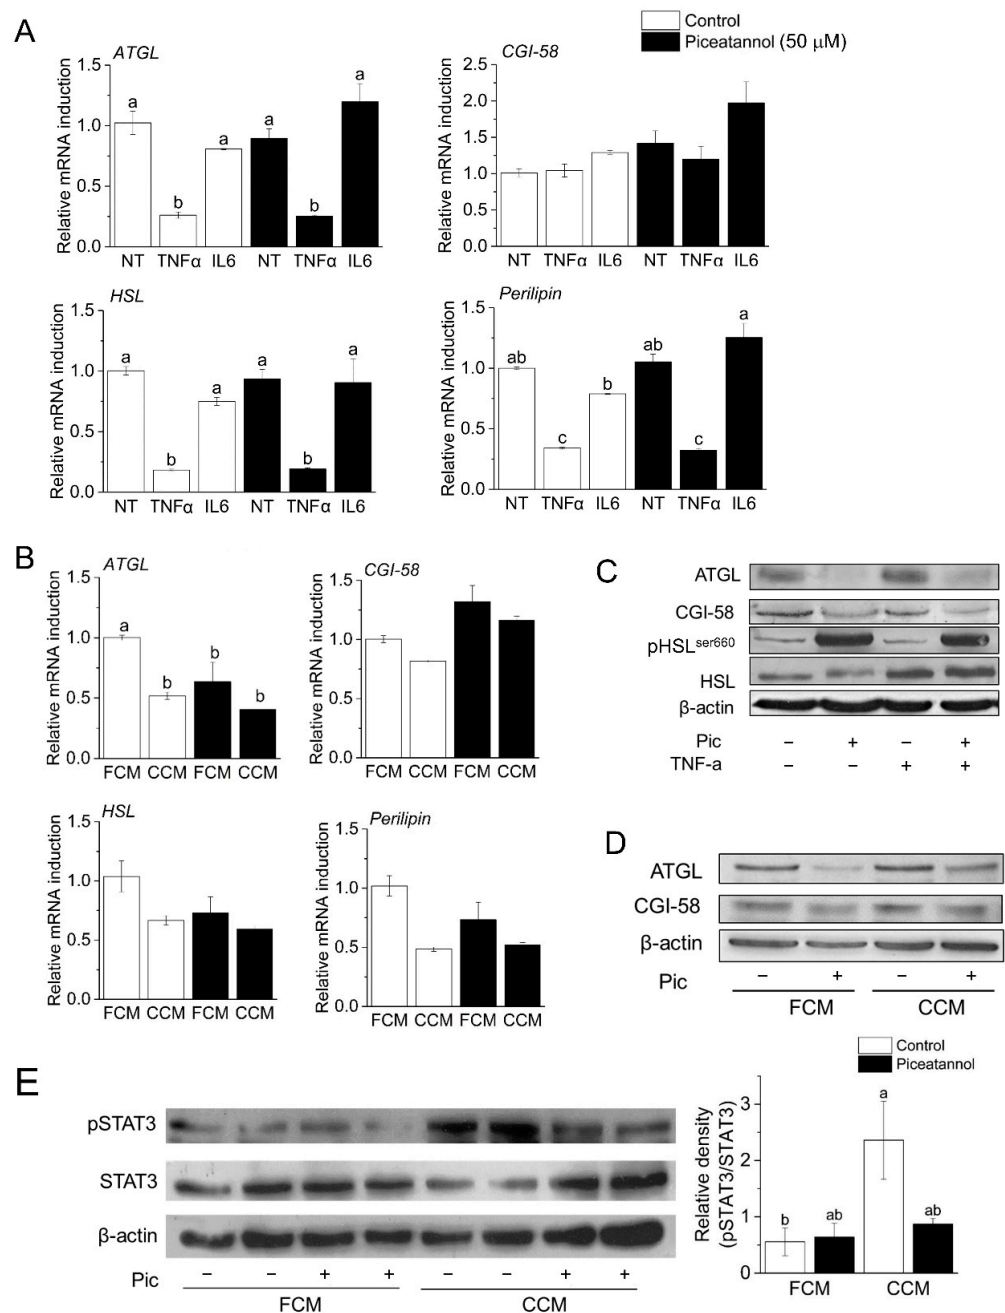 A
Control
Piceatannol (50 μM)
ATGL
Relative mRNA induction
1.5
1.0
0.5
0.0
a
b
a
a
b
a
NT TNFα IL6 NT TNFα IL6
CGI-58
Relative mRNA induction
2.5
2.0
1.5
1.0
0.5
0.0
NT TNFα IL6 NT TNFα IL6
HSL
Relative mRNA induction
1.5
1.0
0.5
0.0
a
b
a
a
b
a
NT TNFα IL6 NT TNFα IL6
Perilipin
Relative mRNA induction
1.5
1.0
0.5
0.0
ab
c
b
ab
c
a
NT TNFα IL6 NT TNFα IL6
B
ATGL
Relative mRNA induction
1.5
1.0
0.5
0.0
a
b
b
b
FCM CCM FCM CCM
CGI-58
Relative mRNA induction
1.5
1.0
0.5
0.0
FCM CCM FCM CCM
HSL
Relative mRNA induction
1.5
1.0
0.5
0.0
FCM CCM FCM CCM
Perilipin
Relative mRNA induction
1.5
1.0
0.5
0.0
FCM CCM FCM CCM
C
ATGL
CGI-58
pHSLser660
HSL
β-actin
Pic − + − +
TNF-a − − + +
D
ATGL
CGI-58
β-actin
Pic − + − +
FCM CCM
E
pSTAT3
STAT3
β-actin
Pic − − + + − − + +
FCM CCM
Control
Piceatannol
Relative density
(pSTAT3/STAT3)
3
2
1
0
b
ab
a
ab
FCM CCM